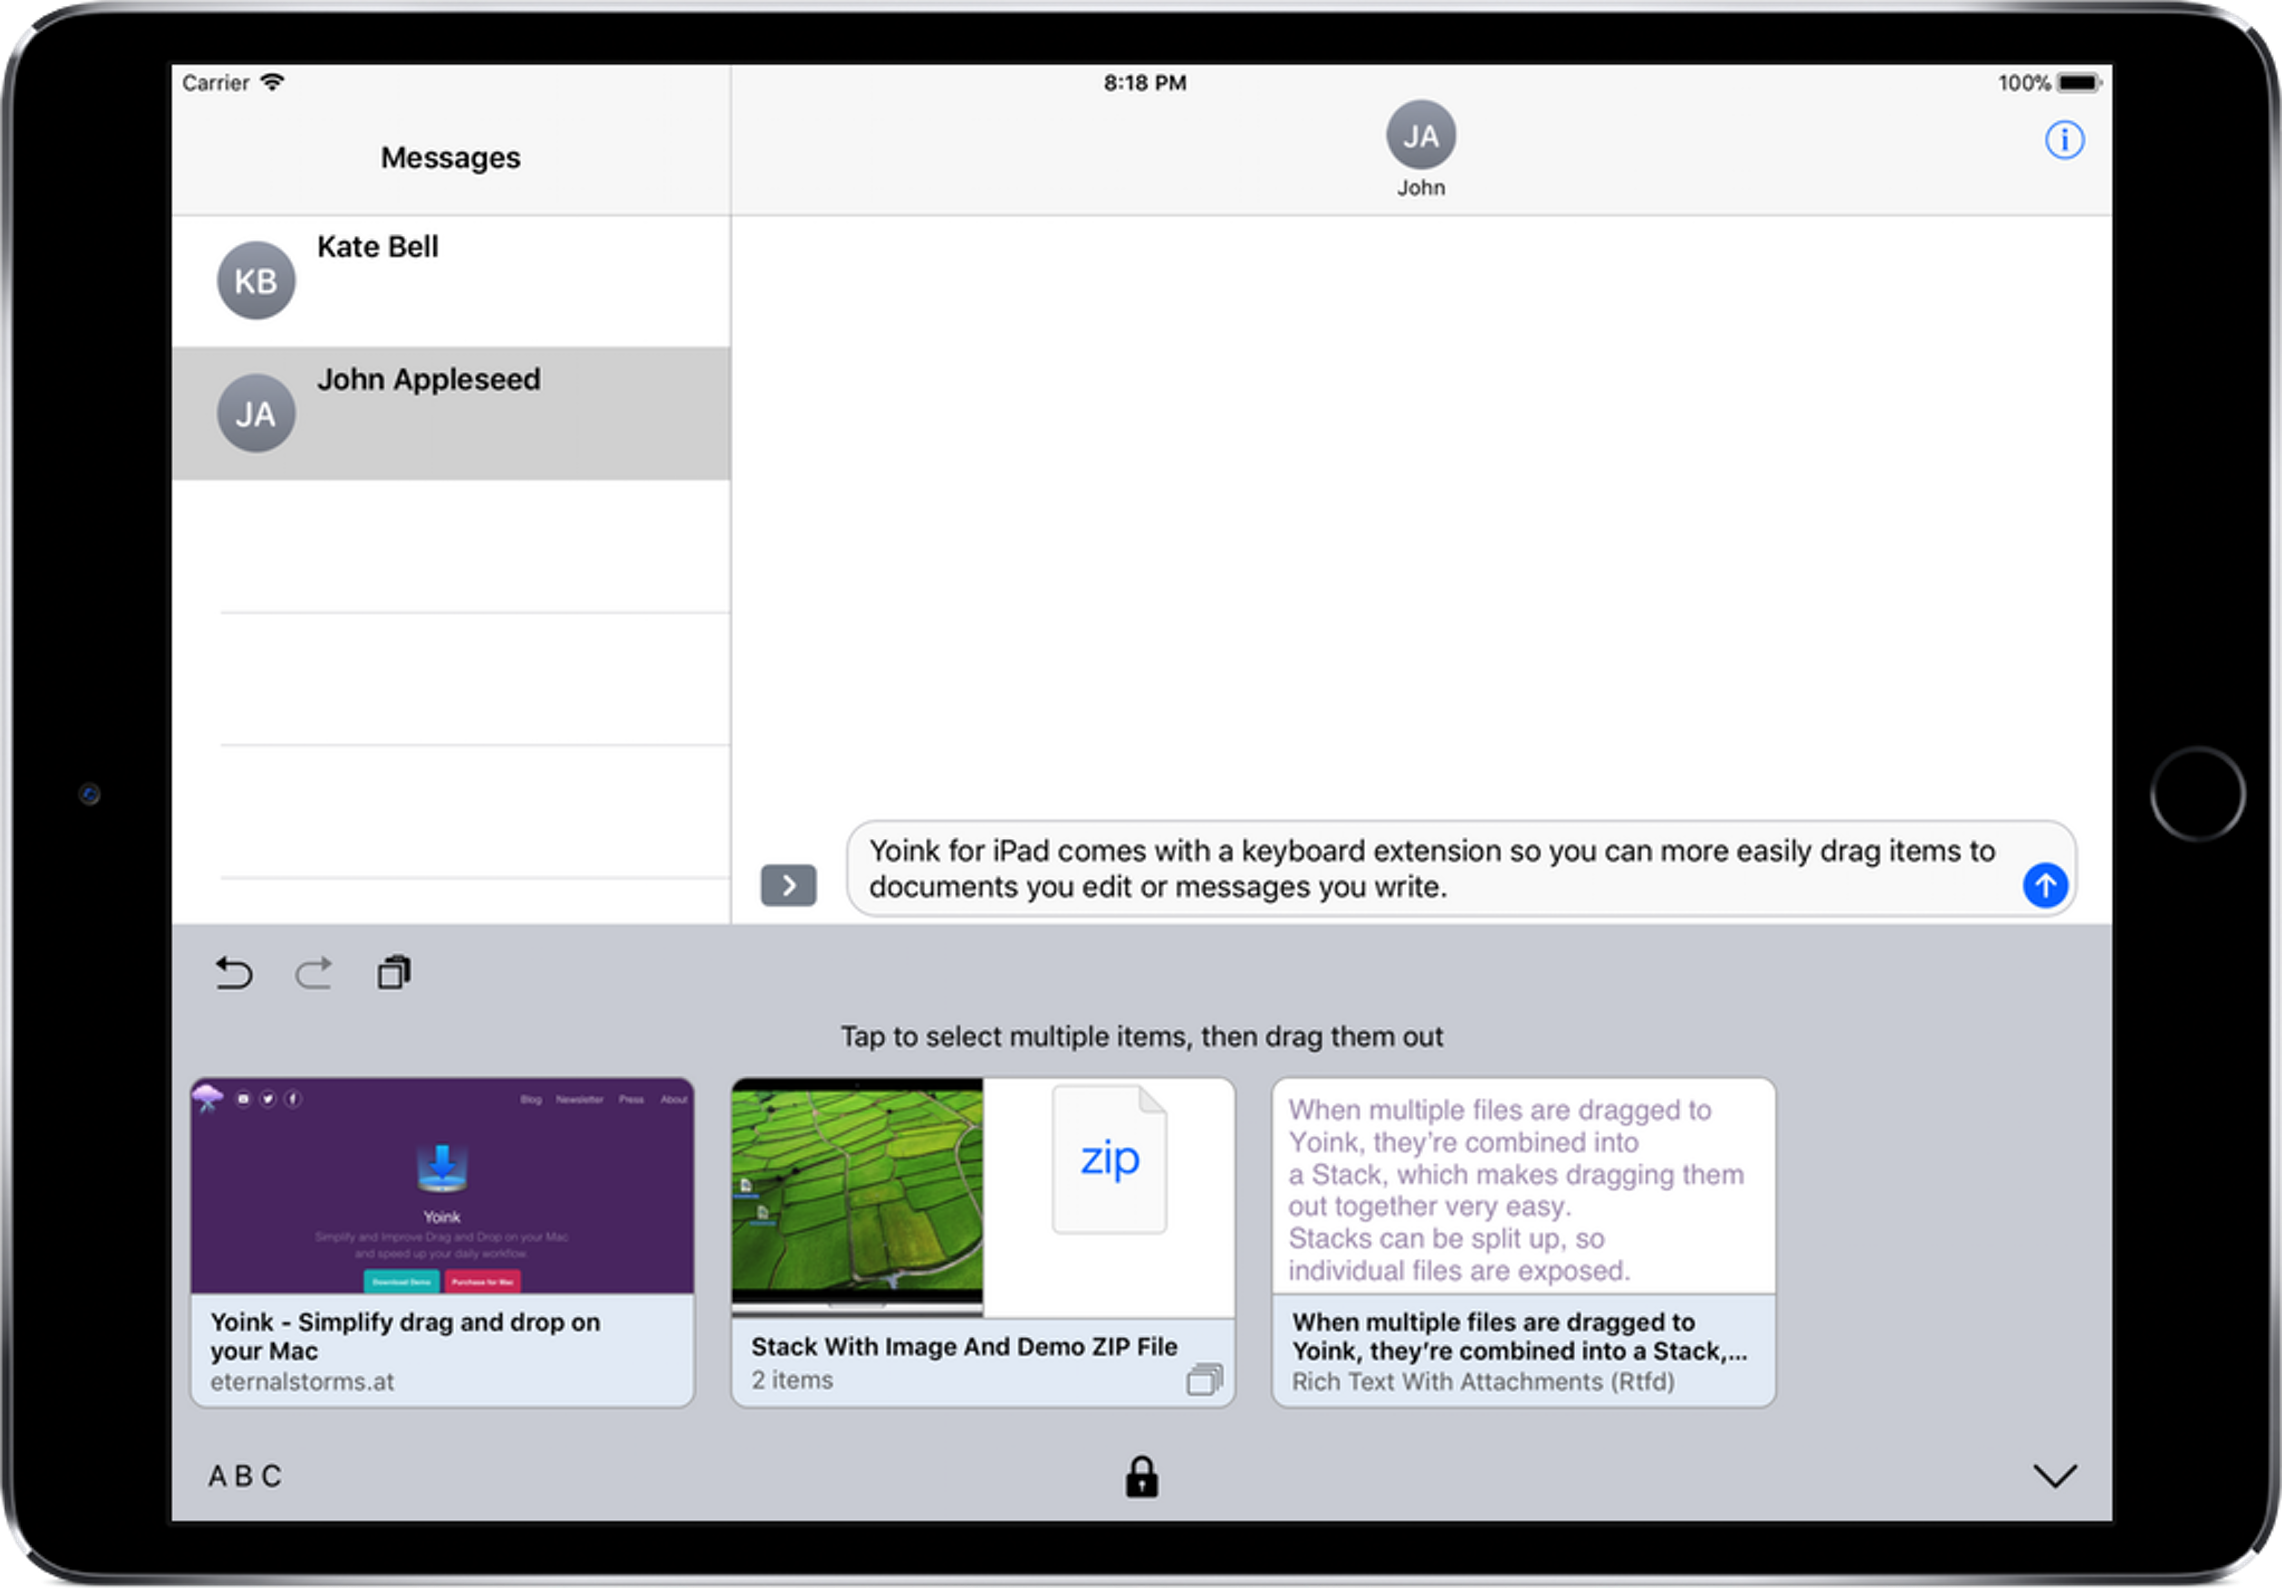 Carrier
8:18 PM
100%
Messages
JA
John
KB
Kate Bell
JA
John Appleseed
Yoink for iPad comes with a keyboard extension so you can more easily drag items to
documents you edit or messages you write.
Tap to select multiple items, then drag them out
Blog Newsletter Press About
Yoink
Simplify and Improve Drag and Drop on your Mac
and speed up your daily workflow.
Download Demo Purchase for Mac
Yoink - Simplify drag and drop on
your Mac
eternalstorms.at
zip
Stack With Image And Demo ZIP File
2 items
When multiple files are dragged to
Yoink, they’re combined into
a Stack, which makes dragging them
out together very easy.
Stacks can be split up, so
individual files are exposed.
When multiple files are dragged to
Yoink, they’re combined into a Stack,...
Rich Text With Attachments (Rtfd)
A B C